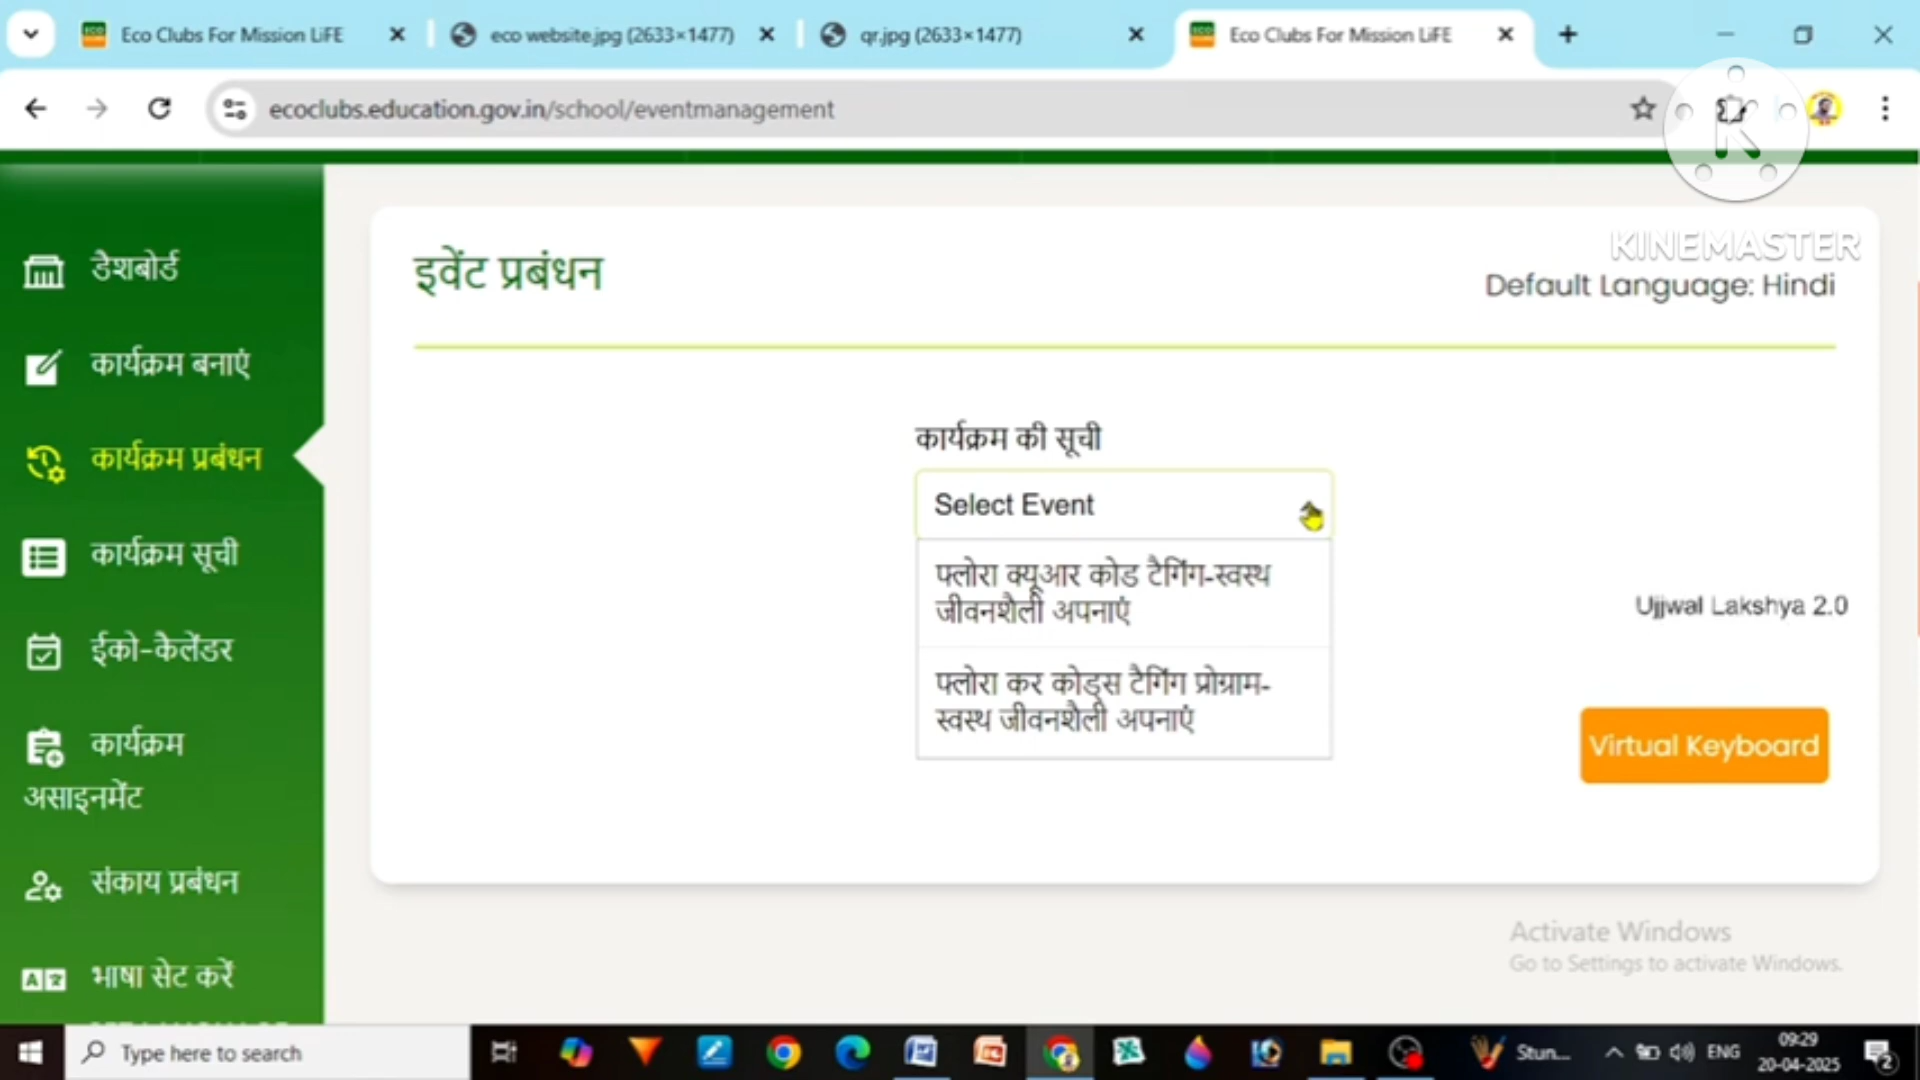 Eco Clubs For Mission LiFE
eco website.jpg (2633×1477)
qr.jpg (2633×1477)
Eco Clubs For Mission LiFE
ecoclubs.education.gov.in/school/eventmanagement
KINEMASTER
डैशबोर्ड
कार्यक्रम बनाएं
कार्यक्रम प्रबंधन
कार्यक्रम सूची
ईको-कैलेंडर
कार्यक्रम
असाइनमेंट
संकाय प्रबंधन
भाषा सेट करें
इवेंट प्रबंधन
Default Language: Hindi
कार्यक्रम की सूची
Select Event
फ्लोरा क्यूआर कोड टैगिंग-स्वस्थ
जीवनशैली अपनाएं
फ्लोरा कर कोड्स टैगिंग प्रोग्राम-
स्वस्थ जीवनशैली अपनाएं
Ujjwal Lakshya 2.0
Virtual Keyboard
Activate Windows
Go to Settings to activate Windows.
Type here to search
Stun...
ENG
09:29
20-04-2025
2